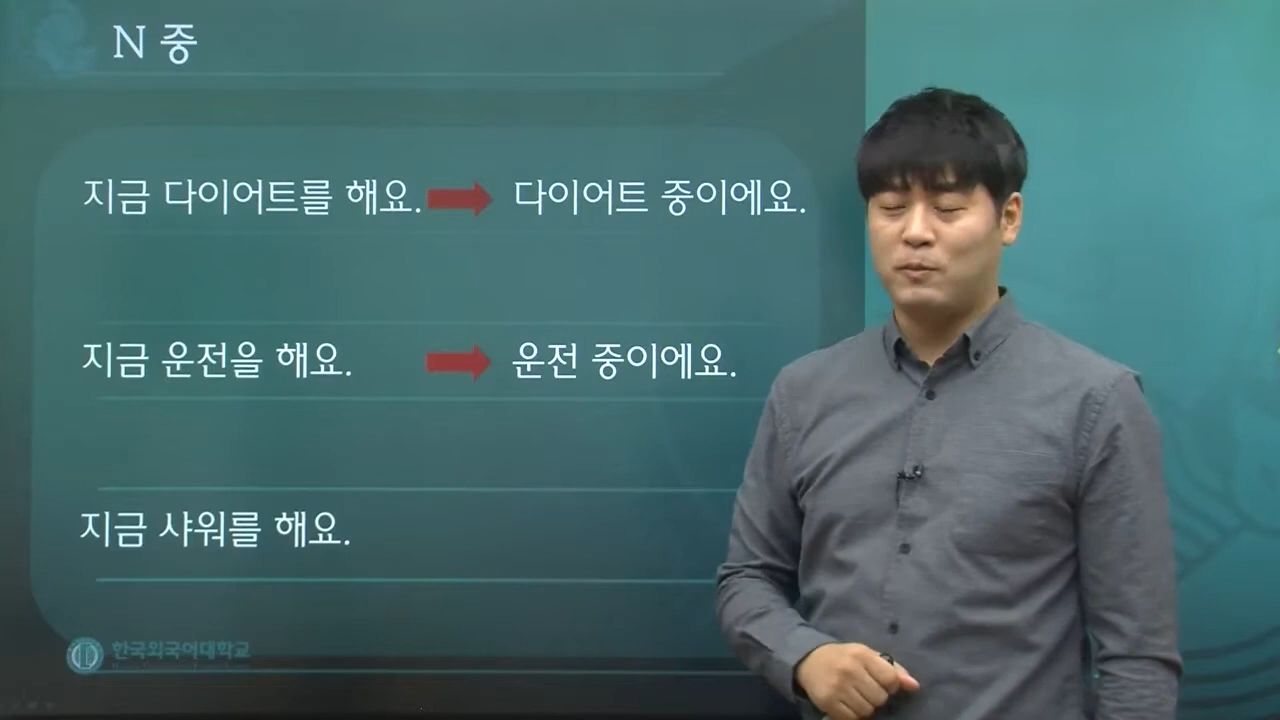 N 중
지금 다이어트를 해요. 다이어트 중이에요.
지금 운전을 해요. 운전 중이에요.
지금 샤워를 해요.
한국외국어대학교